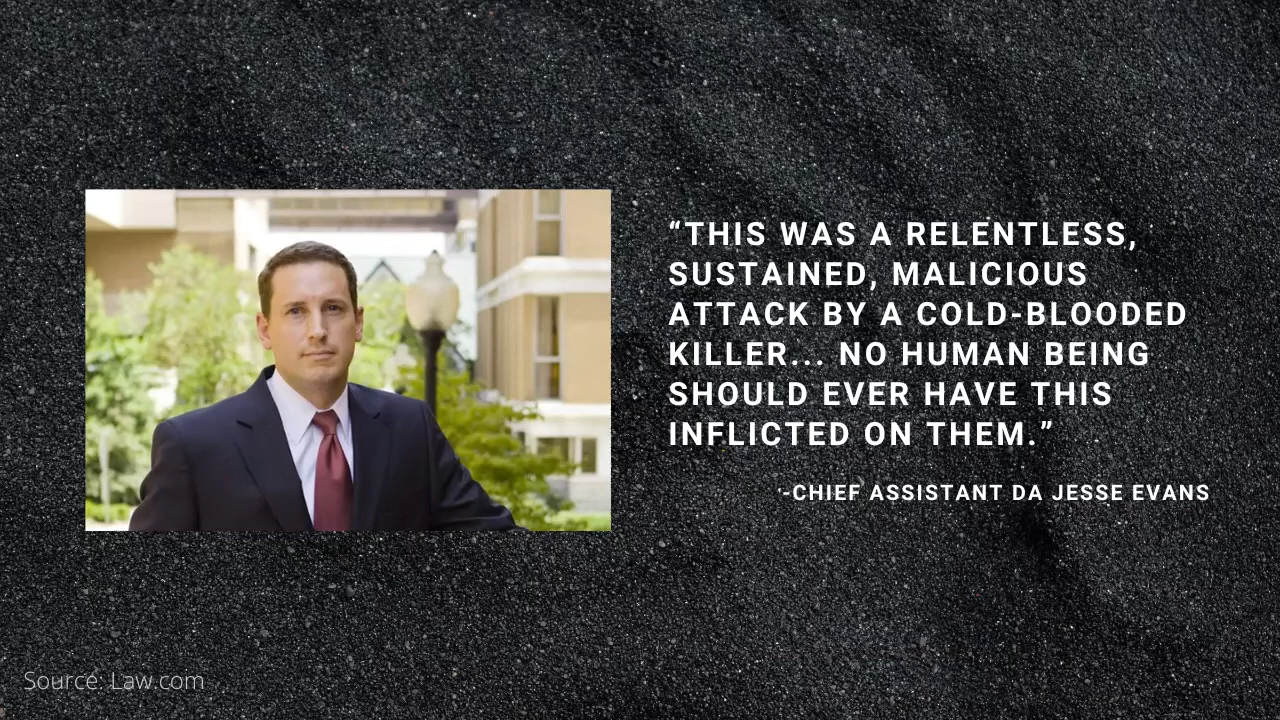 “THIS WAS A RELENTLESS,
SUSTAINED, MALICIOUS
ATTACK BY A COLD-BLOODED
KILLER... NO HUMAN BEING
SHOULD EVER HAVE THIS
INFLICTED ON THEM.”
-CHIEF ASSISTANT DA JESSE EVANS
Source: Law.com